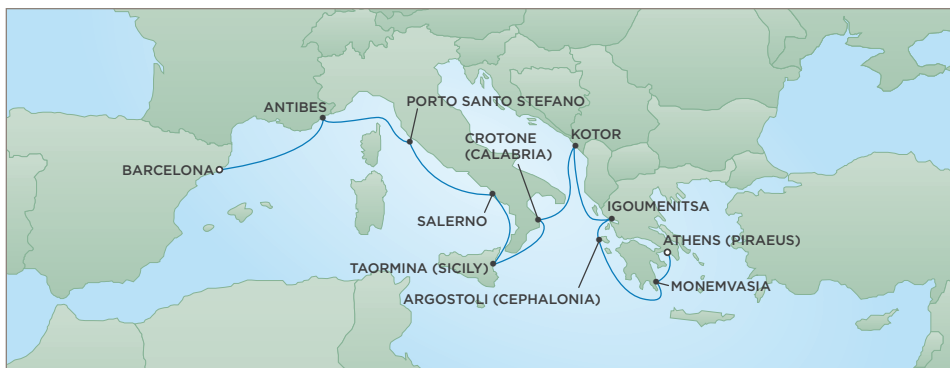 ANTIBES
PORTO SANTO STEFANO
CROTONE
(CALABRIA)
KOTOR
BARCELONA
SALERNO
IGOUMENITSA
ATHENS (PIRAEUS)
TAORMINA (SICILY)
ARGOSTOLI (CEPHALONIA)
MONEMVASIA